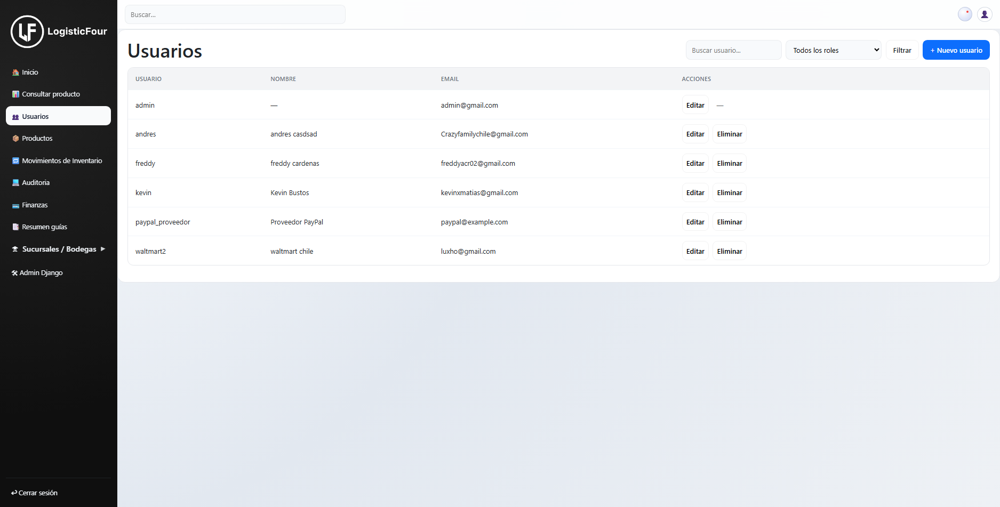 LogisticFour
Inicio
Consultar producto
Usuarios
Productos
Movimientos de Inventario
Auditoria
Finanzas
Resumen guías
Sucursales / Bodegas ▶
Admin Django
Cerrar sesión
Buscar...
Usuarios
Buscar usuario... Todos los roles Filtrar + Nuevo usuario
USUARIO NOMBRE EMAIL ACCIONES
admin — admin@gmail.com Editar —
andres andres casdsad Crazyfamilychile@gmail.com Editar Eliminar
freddy freddy cardenas freddyacr02@gmail.com Editar Eliminar
kevin Kevin Bustos kevinxmatias@gmail.com Editar Eliminar
paypal_proveedor Proveedor PayPal paypal@example.com Editar Eliminar
waltmart2 waltmart chile luxho@gmail.com Editar Eliminar